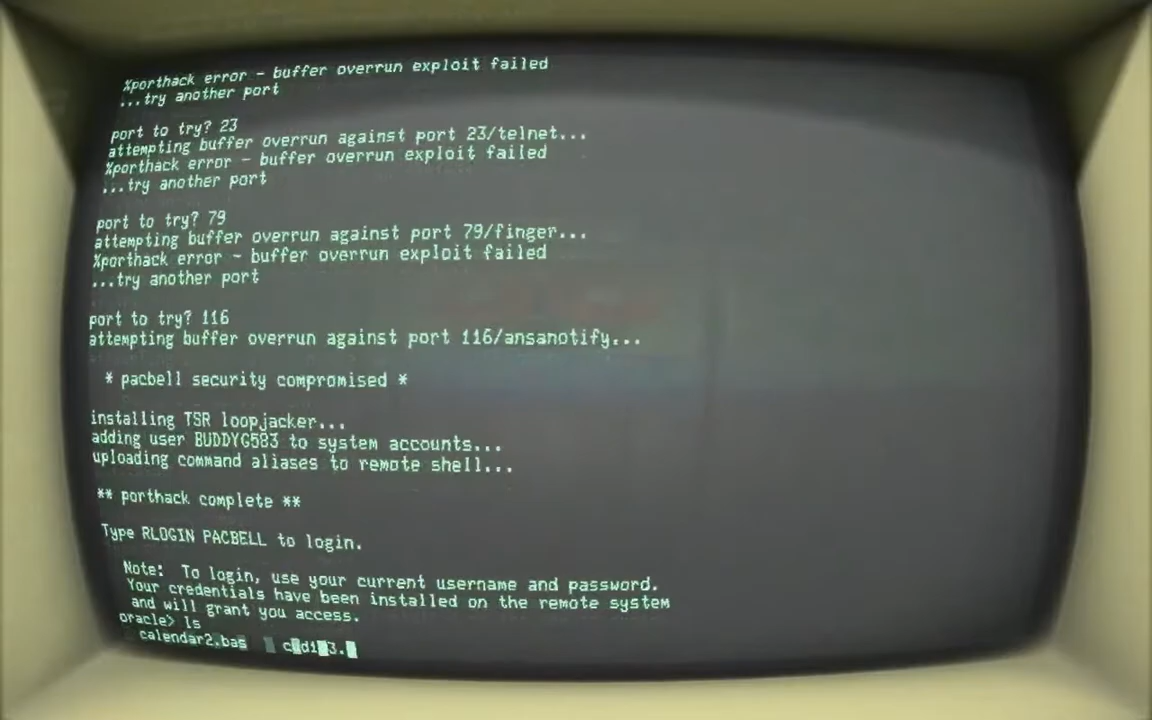 %porthack error - buffer overrun exploit failed
...try another port
port to try? 23
attempting buffer overrun against port 23/telnet...
%porthack error - buffer overrun exploit failed
...try another port
port to try? 79
attempting buffer overrun against port 79/finger...
%porthack error - buffer overrun exploit failed
...try another port
port to try? 116
attempting buffer overrun against port 116/ansanotify...
* pacbell security compromised *
installing TSR loopjacker...
adding user BUDDYG583 to system accounts...
uploading command aliases to remote shell...
** porthack complete **
Type RLOGIN PACBELL to login.
Note: To login, use your current username and password.
Your credentials have been installed on the remote system
and will grant you access.
oracle> ls
calendar2.bas